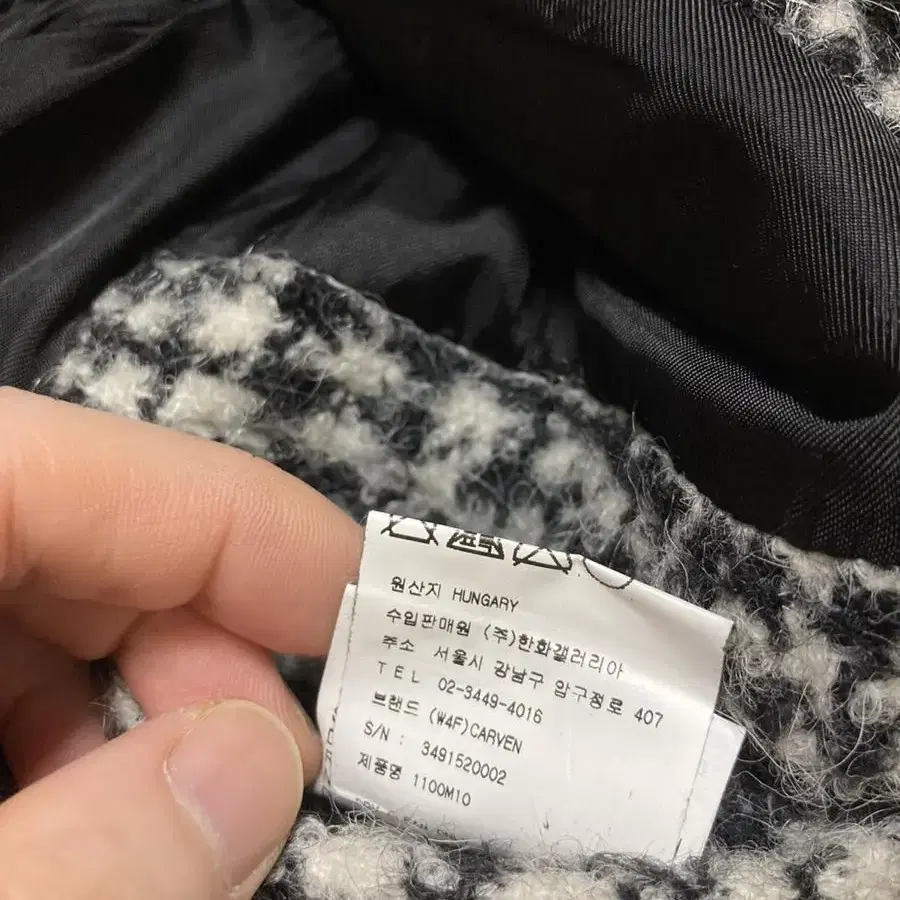 원산지 HUNGARY
수입판매원 (주)한화갤러리아
주소 서울시 강남구 압구정로 407
TEL 02-3449-4016
브랜드 (W4F)CARVEN
S/N : 3491520002
제품명 1100M10